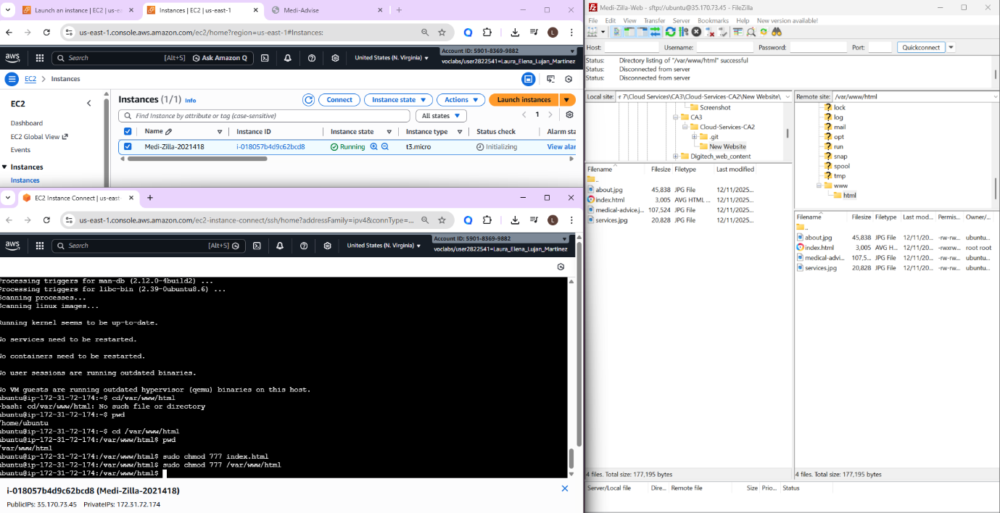 Launch an instance | EC2 | us-e
Instances | EC2 | us-east-1
Medi-Advise
us-east-1.console.aws.amazon.com/ec2/home?region=us-east-1#Instances:
L
aws
Search
[Alt+S]
Ask Amazon Q
United States (N. Virginia)
Account ID: 5901-8369-9882
voclabs/user2822541=Laura_Elena_Lujan_Martinez
EC2 > Instances
EC2
Dashboard
EC2 Global View
Events
Instances
Instances
Instances (1/1) Info
Connect
Instance state
Actions
Launch instances
Find Instance by attribute or tag (case-sensitive)
All states
1
Name Instance ID Instance state Instance type Status check Alarm sta
Medi-Zilla-2021418 i-018057b4d9c62bcd8 Running t3.micro Initializing View alar
EC2 Instance Connect | us-east
us-east-1.console.aws.amazon.com/ec2-instance-connect/ssh/home?addressFamily=ipv4&connType=...
L
aws
Search
[Alt+S]
United States (N. Virginia)
Account ID: 5901-8369-9882
voclabs/user2822541=Laura_Elena_Lujan_Martinez
Processing triggers for man-db (2.12.0-4build2) ...
Processing triggers for libc-bin (2.39-0ubuntu8.6) ...
Scanning processes...
Scanning linux images...
Running kernel seems to be up-to-date.
No services need to be restarted.
No containers need to be restarted.
No user sessions are running outdated binaries.
No VM guests are running outdated hypervisor (qemu) binaries on this host.
ubuntu@ip-172-31-72-174:~$ cd/var/www/html
-bash: cd/var/www/html: No such file or directory
ubuntu@ip-172-31-72-174:~$ pwd
/home/ubuntu
ubuntu@ip-172-31-72-174:~$ cd /var/www/html
ubuntu@ip-172-31-72-174:/var/www/html$ pwd
/var/www/html
ubuntu@ip-172-31-72-174:/var/www/html$ sudo chmod 777 index.html
ubuntu@ip-172-31-72-174:/var/www/html$ sudo chmod 777 /var/www/html
ubuntu@ip-172-31-72-174:/var/www/html$
i-018057b4d9c62bcd8 (Medi-Zilla-2021418)
PublicIPs: 35.170.73.45 PrivateIPs: 172.31.72.174
Medi-Zilla-Web - sftp://ubuntu@35.170.73.45 - FileZilla
File Edit View Transfer Server Bookmarks Help New version available!
Host: Username: Password: Port: Quickconnect
Status: Directory listing of "/var/www/html" successful
Status: Disconnected from server
Status: Disconnected from server
Local site: r 7\Cloud Services\CA3\Cloud-Services-CA2\New Website\
Screenshot
CA3
Cloud-Services-CA2
.git
New Website
Digitech_web_content
Filename Filesize Filetype Last modified
..
about.jpg 45,838 JPG File 12/11/2025...
index.html 3,005 AVG HTML ... 12/11/2025...
medical-advice.j... 107,524 JPG File 12/11/2025...
services.jpg 20,828 JPG File 12/11/2025...
4 files. Total size: 177,195 bytes
Remote site: /var/www/html
lock
log
mail
opt
run
snap
spool
tmp
www
html
Filename Filesize Filetype Last mod... Permis... Owner/...
..
about.jpg 45,838 JPG File 12/11/20... -rw-rw... ubuntu...
index.html 3,005 AVG H... 12/11/20... -rwxrw... root root
medical-advi... 107,5... JPG File 12/11/20... -rw-rw... ubuntu...
services.jpg 20,828 JPG File 12/11/20... -rw-rw... ubuntu...
4 files. Total size: 177,195 bytes
Server/Local file Dire... Remote file Size Prio... Status